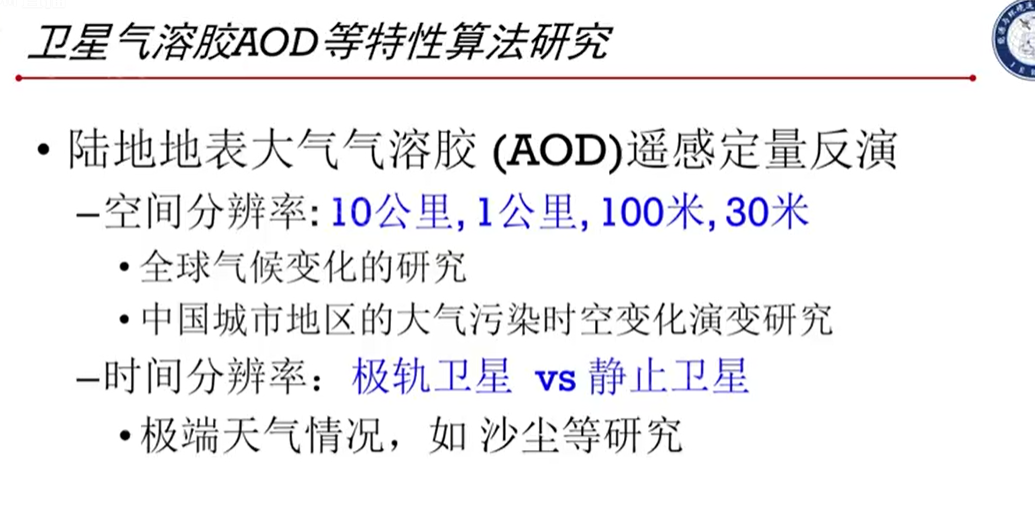 卫星气溶胶AOD等特性算法研究
• 陆地地表大气气溶胶 (AOD)遥感定量反演
–空间分辨率: 10公里, 1公里, 100米, 30米
• 全球气候变化的研究
• 中国城市地区的大气污染时空变化演变研究
–时间分辨率：极轨卫星 vs 静止卫星
• 极端天气情况，如 沙尘等研究